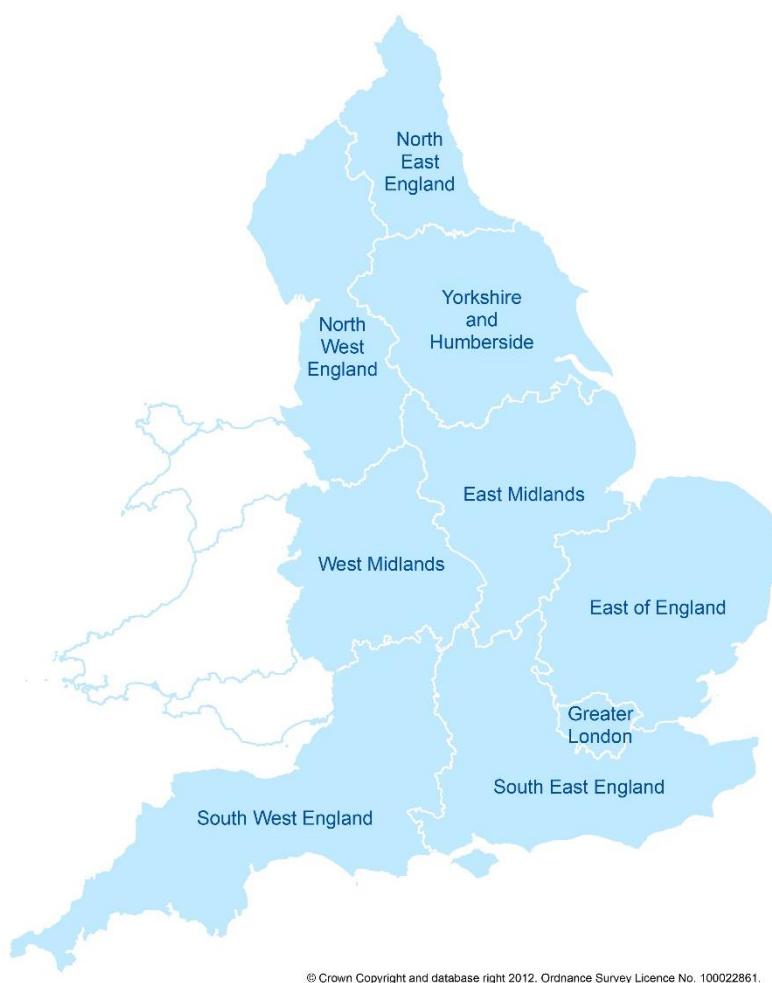 North
East
England
Yorkshire
and
Humberside
North
West
England
East Midlands
West Midlands
East of England
Greater
London
South East England
South West England
© Crown Copyright and database right 2012. Ordnance Survey Licence No. 100022861.